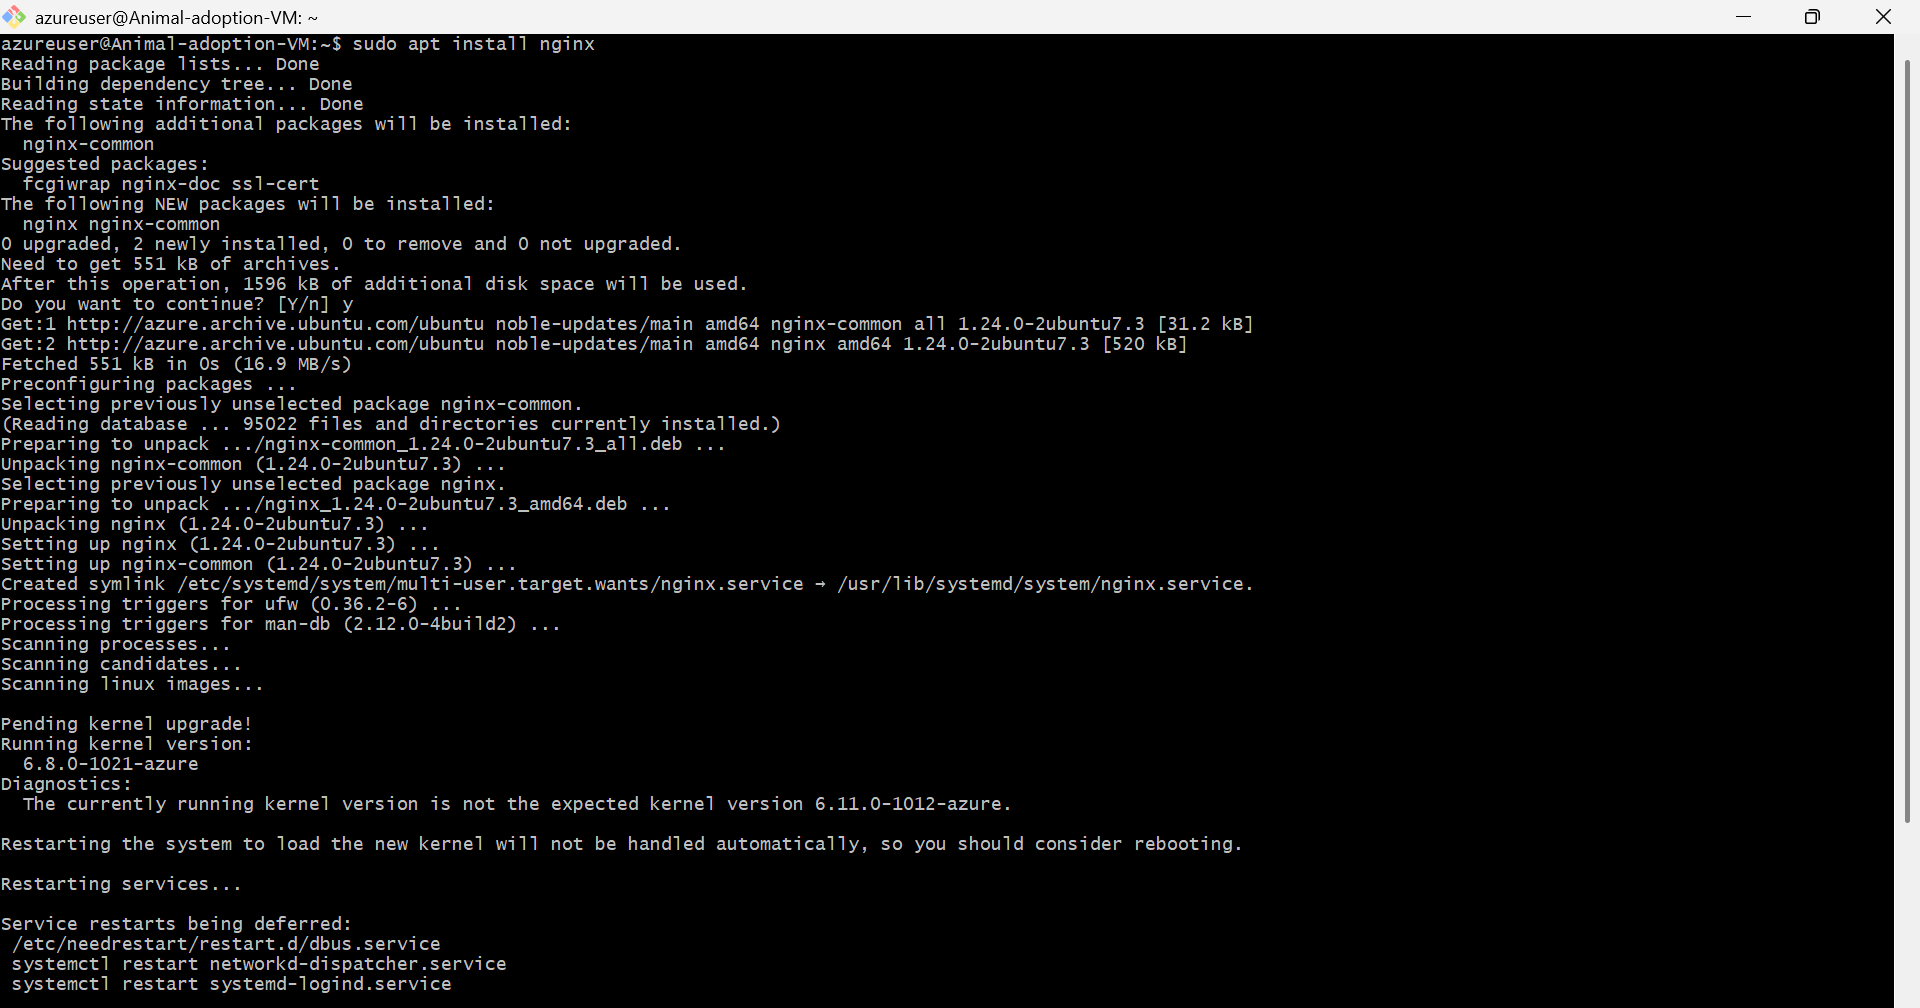 azureuser@Animal-adoption-VM: ~
azureuser@Animal-adoption-VM:~$ sudo apt install nginx
Reading package lists... Done
Building dependency tree... Done
Reading state information... Done
The following additional packages will be installed:
  nginx-common
Suggested packages:
  fcgiwrap nginx-doc ssl-cert
The following NEW packages will be installed:
  nginx nginx-common
0 upgraded, 2 newly installed, 0 to remove and 0 not upgraded.
Need to get 551 kB of archives.
After this operation, 1596 kB of additional disk space will be used.
Do you want to continue? [Y/n] y
Get:1 http://azure.archive.ubuntu.com/ubuntu noble-updates/main amd64 nginx-common all 1.24.0-2ubuntu7.3 [31.2 kB]
Get:2 http://azure.archive.ubuntu.com/ubuntu noble-updates/main amd64 nginx amd64 1.24.0-2ubuntu7.3 [520 kB]
Fetched 551 kB in 0s (16.9 MB/s)
Preconfiguring packages ...
Selecting previously unselected package nginx-common.
(Reading database ... 95022 files and directories currently installed.)
Preparing to unpack .../nginx-common_1.24.0-2ubuntu7.3_all.deb ...
Unpacking nginx-common (1.24.0-2ubuntu7.3) ...
Selecting previously unselected package nginx.
Preparing to unpack .../nginx_1.24.0-2ubuntu7.3_amd64.deb ...
Unpacking nginx (1.24.0-2ubuntu7.3) ...
Setting up nginx (1.24.0-2ubuntu7.3) ...
Setting up nginx-common (1.24.0-2ubuntu7.3) ...
Created symlink /etc/systemd/system/multi-user.target.wants/nginx.service → /usr/lib/systemd/system/nginx.service.
Processing triggers for ufw (0.36.2-6) ...
Processing triggers for man-db (2.12.0-4build2) ...
Scanning processes...
Scanning candidates...
Scanning linux images...
Pending kernel upgrade!
Running kernel version:
  6.8.0-1021-azure
Diagnostics:
  The currently running kernel version is not the expected kernel version 6.11.0-1012-azure.
Restarting the system to load the new kernel will not be handled automatically, so you should consider rebooting.
Restarting services...
Service restarts being deferred:
 /etc/needrestart/restart.d/dbus.service
 systemctl restart networkd-dispatcher.service
 systemctl restart systemd-logind.service